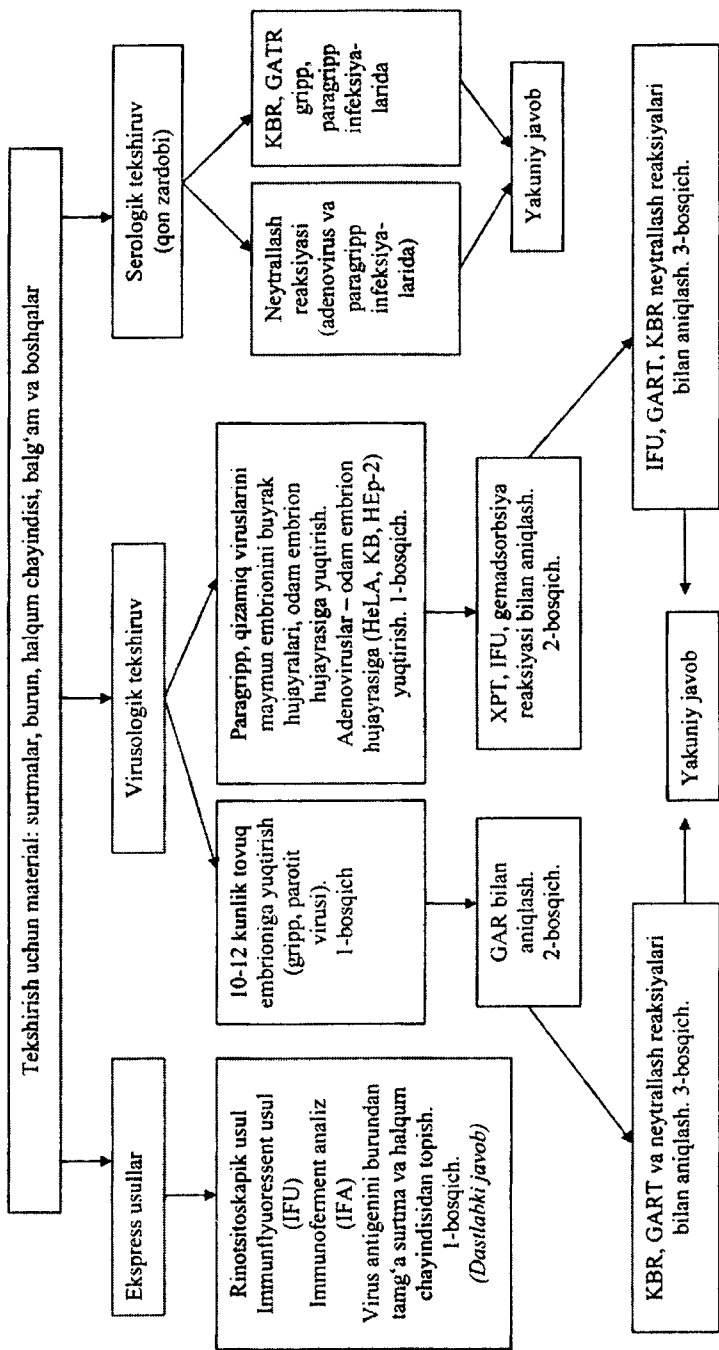 Tekshirish uchun material: surtmalar, burun, halqum chayindisi, balg‘am va boshqalar
Ekspress usullar
Virusologik tekshiruv
Serologik tekshiruv
(qon zardobi)
Rinotsitoskapik usul
Immunflyuoressent usul
(IFU)
Immunoferment analiz
(IFA)
Virus antigenini burundan
tamg‘a surtma va halqum
chayindisidan topish.
1-bosqich.
(Dastlabki javob)
10-12 kunlik tovuq
embrioniga yuqtirish
(gripp, parotit
virusi).
1-bosqich
Paragripp, qizamiq viruslarini
maymun embrionini buyrak
hujayralari, odam embrion
hujayrasiga yuqtirish.
Adenoviruslar – odam embrion
hujayrasiga (HeLA, KB, HEp-2)
yuqtirish. 1-bosqich.
Neytrallash
reaksiyasi
(adenovirus va
paragripp
infeksiya-
larida)
KBR, GATR
gripp,
paragripp
infeksiya-
larida
GAR bilan
aniqlash.
2-bosqich.
XPT, IFU, gemadsorbsiya
reaksiyasi bilan aniqlash.
2-bosqich.
Yakuniy javob
KBR, GART va neytrallash reaksiyalari
bilan aniqlash. 3-bosqich.
IFU, GART, KBR neytrallash reaksiyalari
bilan aniqlash. 3-bosqich.
Yakuniy javob